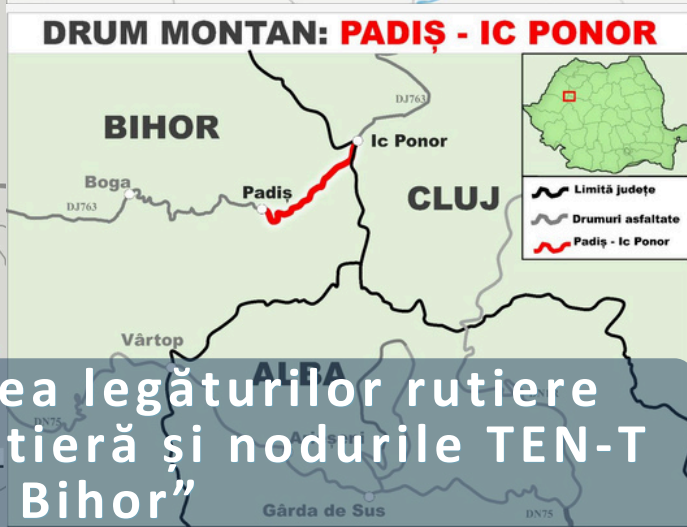 DRUM MONTAN: PADIȘ - IC PONOR
DJ763
BIHOR
Ic Ponor
Boga
Padiș
CLUJ
DJ763
Limită județe
Drumuri asfaltate
Padiș - Ic Ponor
Vârtop
ALBA
ea legăturilor rutiere
DN75
tieră și nodurile TEN-T
Bihor”
Gârda de Sus
DN75